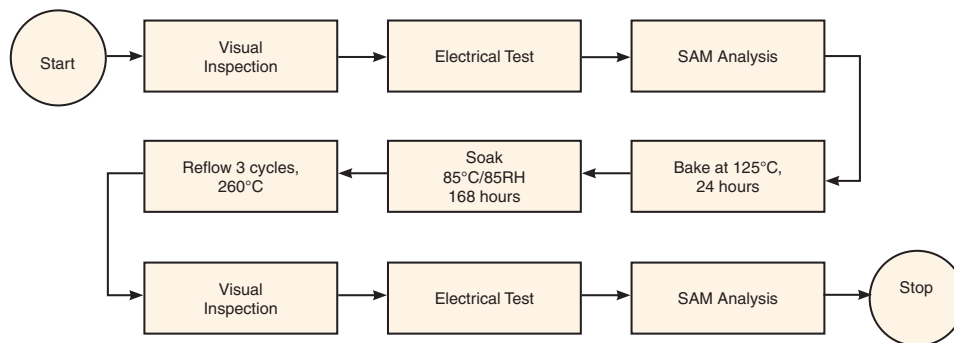 Start
Visual
Inspection
Electrical Test
SAM Analysis
Bake at 125°C,
24 hours
Soak
85°C/85RH
168 hours
Reflow 3 cycles,
260°C
Visual
Inspection
Electrical Test
SAM Analysis
Stop